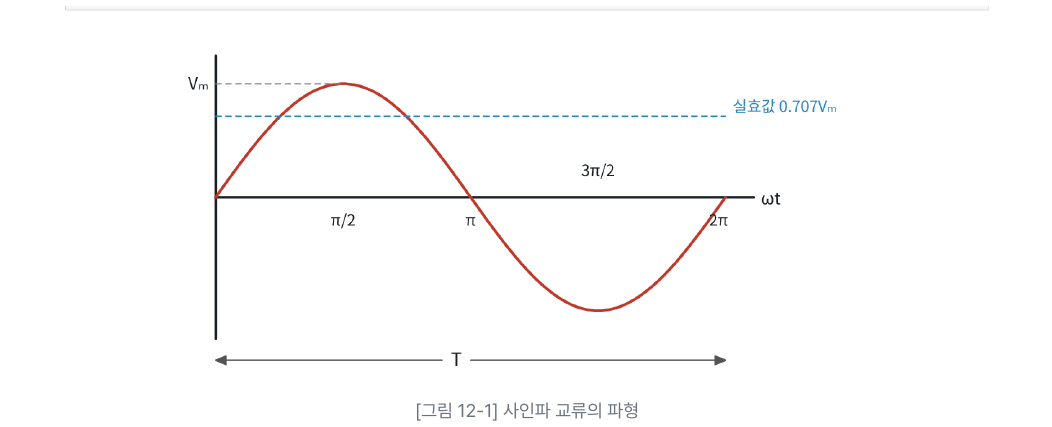 Vₘ
실효값 0.707Vₘ
3π/2
ωt
π/2
π
2π
T
[그림 12-1] 사인파 교류의 파형